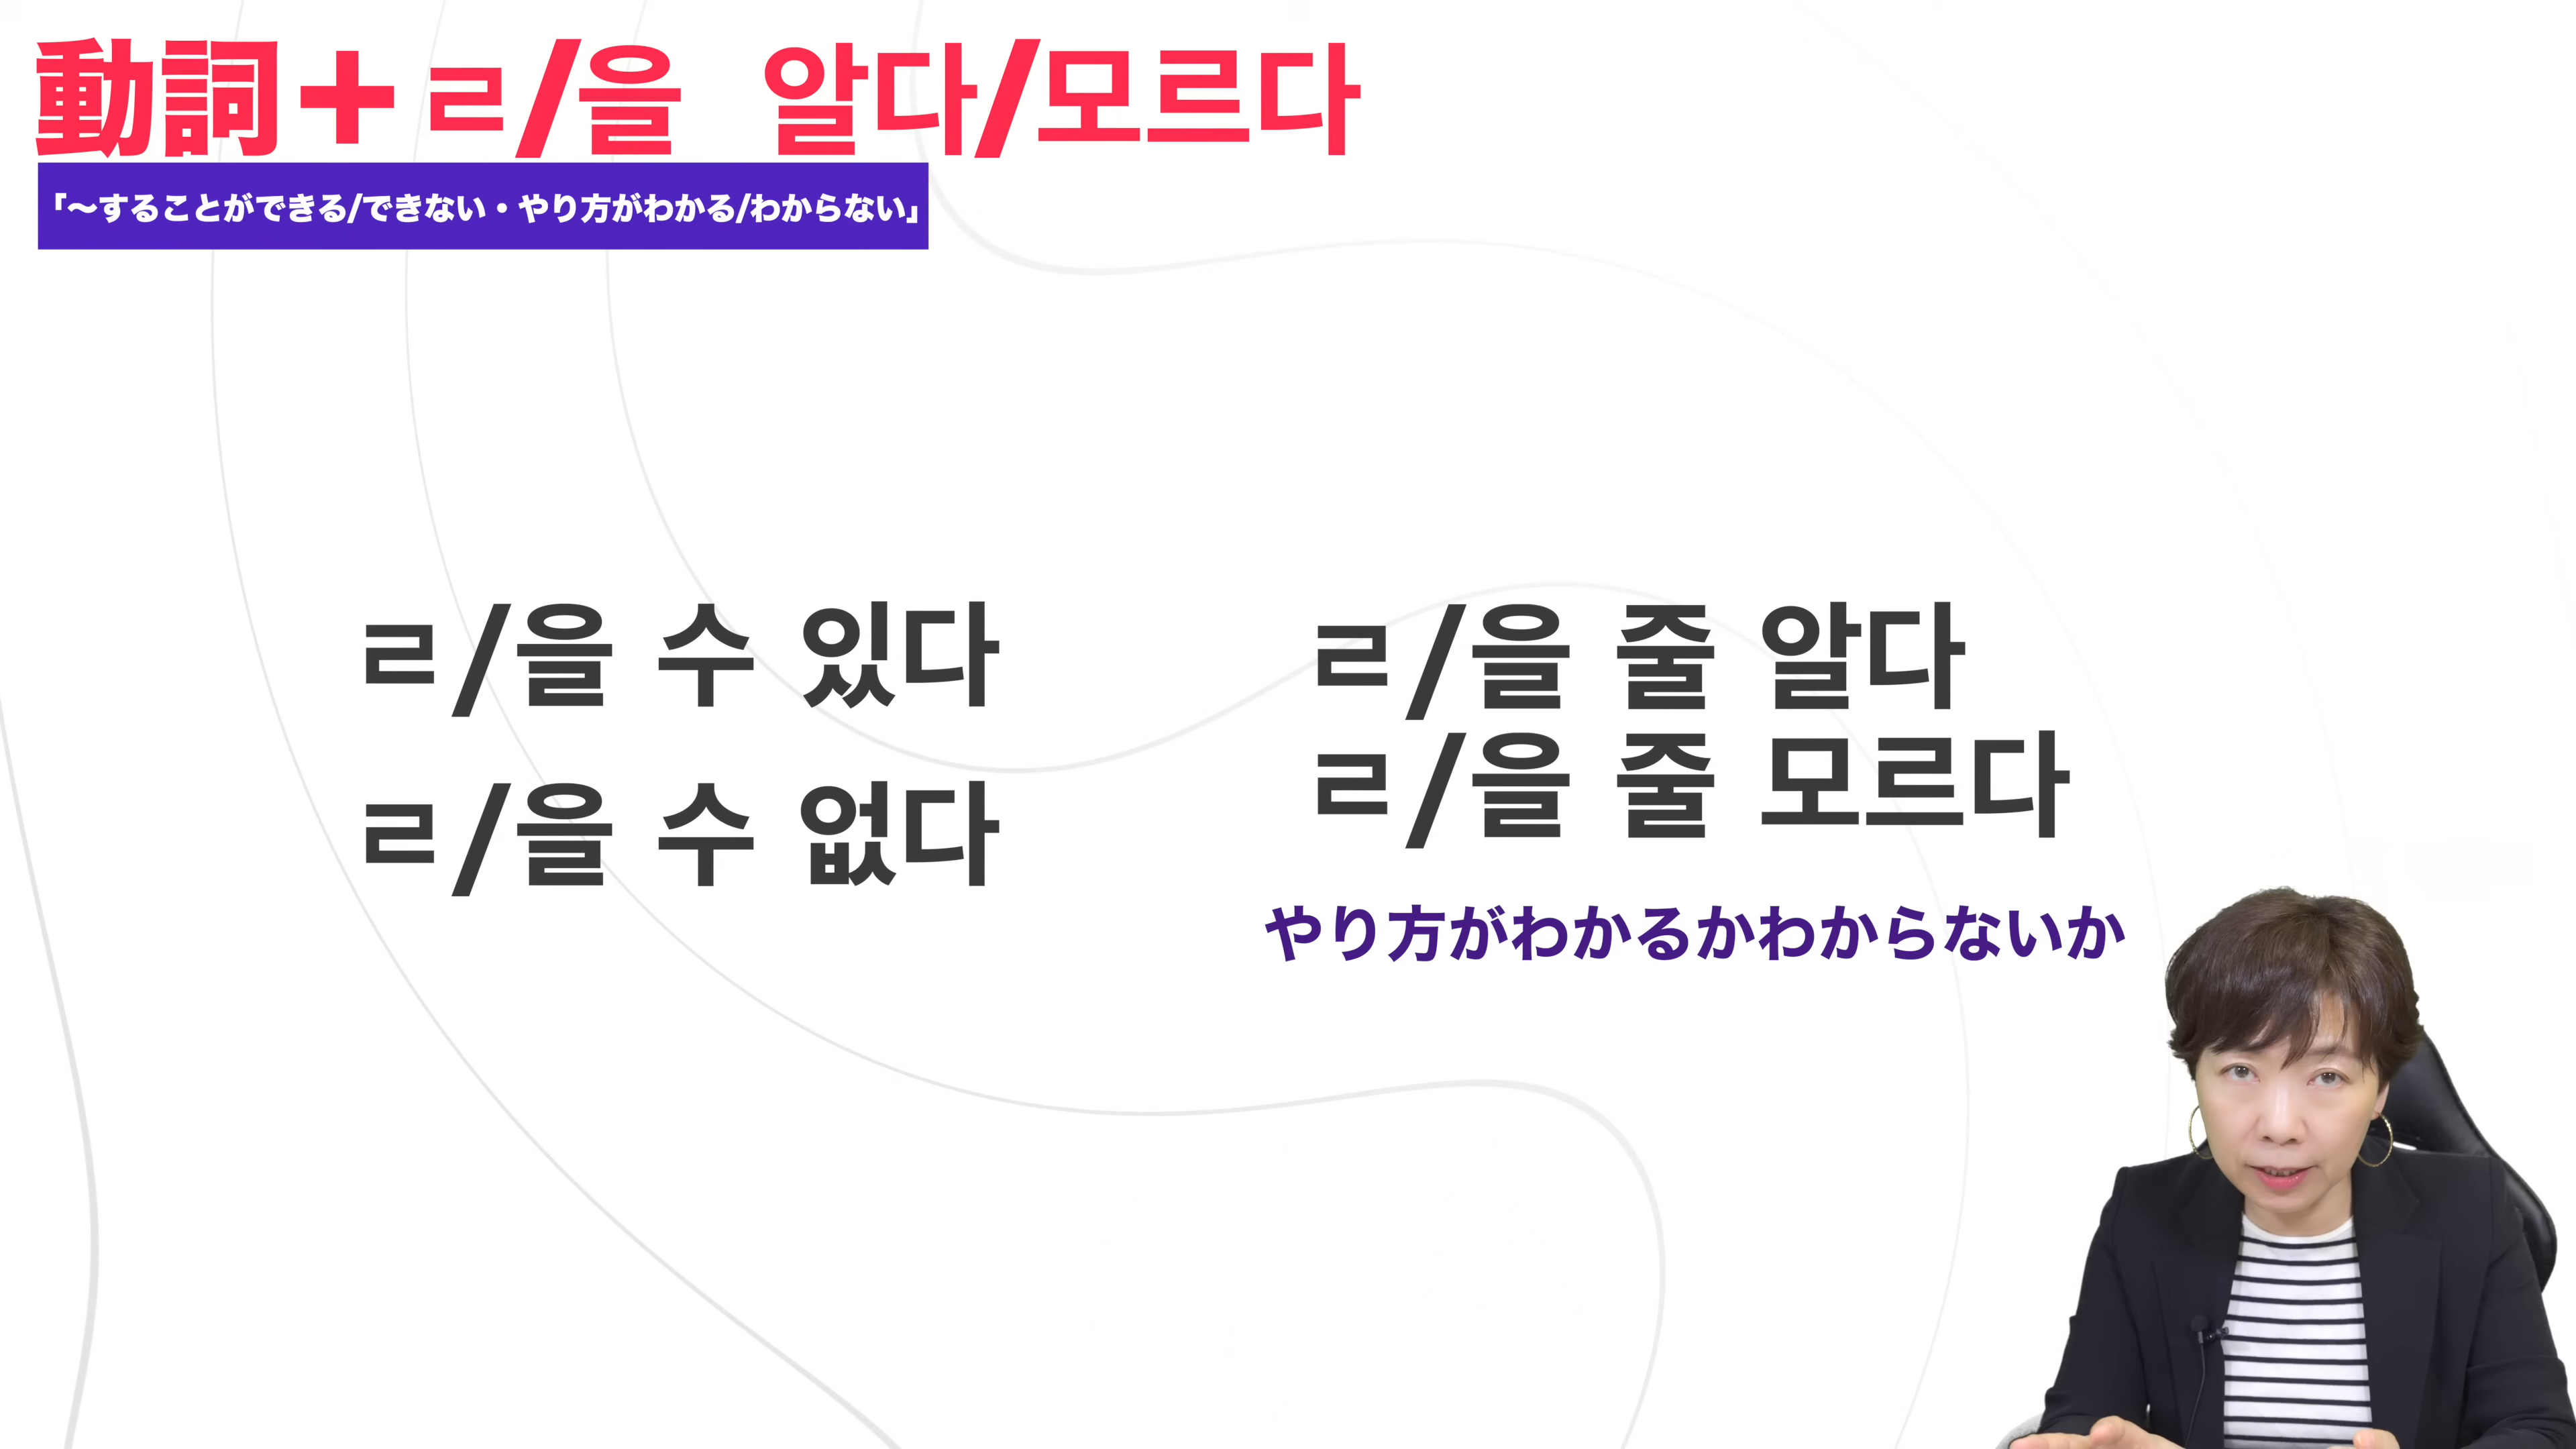 動詞＋ㄹ/을 알다/모르다
「〜することができる/できない・やり方がわかる/わからない」
ㄹ/을 수 있다
ㄹ/을 수 없다
ㄹ/을 줄 알다
ㄹ/을 줄 모르다
やり方がわかるかわからないか